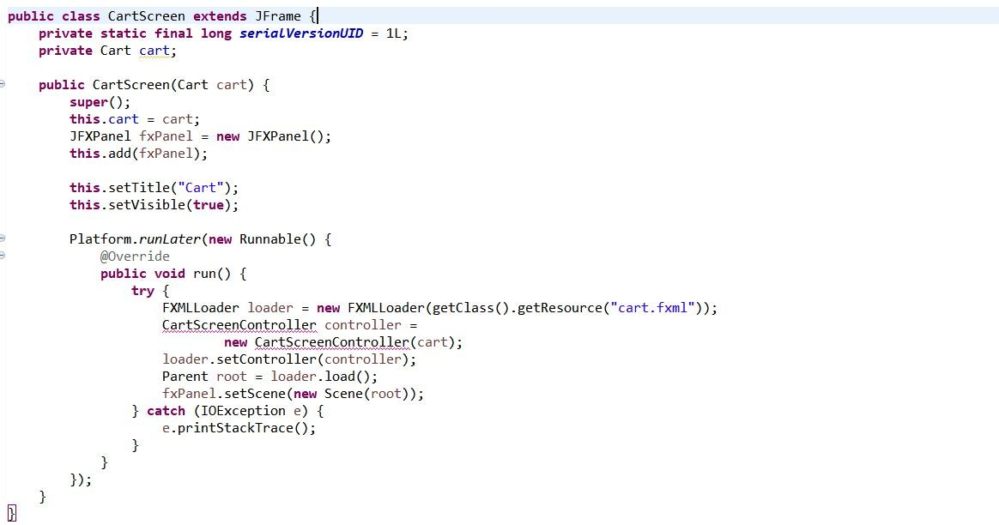 public class CartScreen extends JFrame {
    private static final long serialVersionUID = 1L;
    private Cart cart;

    public CartScreen(Cart cart) {
        super();
        this.cart = cart;
        JFXPanel fxPanel = new JFXPanel();
        this.add(fxPanel);

        this.setTitle("Cart");
        this.setVisible(true);

        Platform.runLater(new Runnable() {
            @Override
            public void run() {
                try {
                    FXMLLoader loader = new FXMLLoader(getClass().getResource("cart.fxml"));
                    CartScreenController controller =
                            new CartScreenController(cart);
                    loader.setController(controller);
                    Parent root = loader.load();
                    fxPanel.setScene(new Scene(root));
                } catch (IOException e) {
                    e.printStackTrace();
                }
            }
        });
    }
}